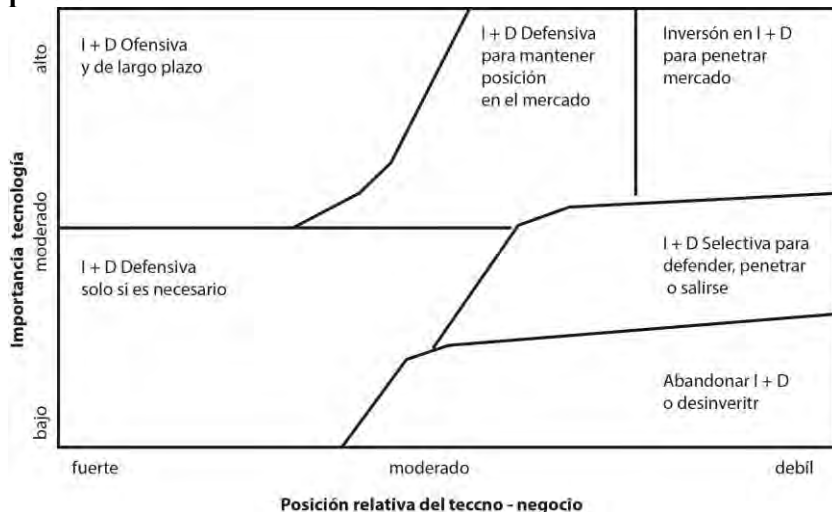 I + D Ofensiva
y de largo plazo
I + D Defensiva
para mantener
posición
en el mercado
Inversón en I + D
para penetrar
mercado
I + D Defensiva
solo si es necesario
I + D Selectiva para
defender, penetrar
o salirse
Abandonar I + D
o desinveritr
Importancia tecnología
alto
moderado
bajo
fuerte
moderado
debíl
Posición relativa del teccno - negocio